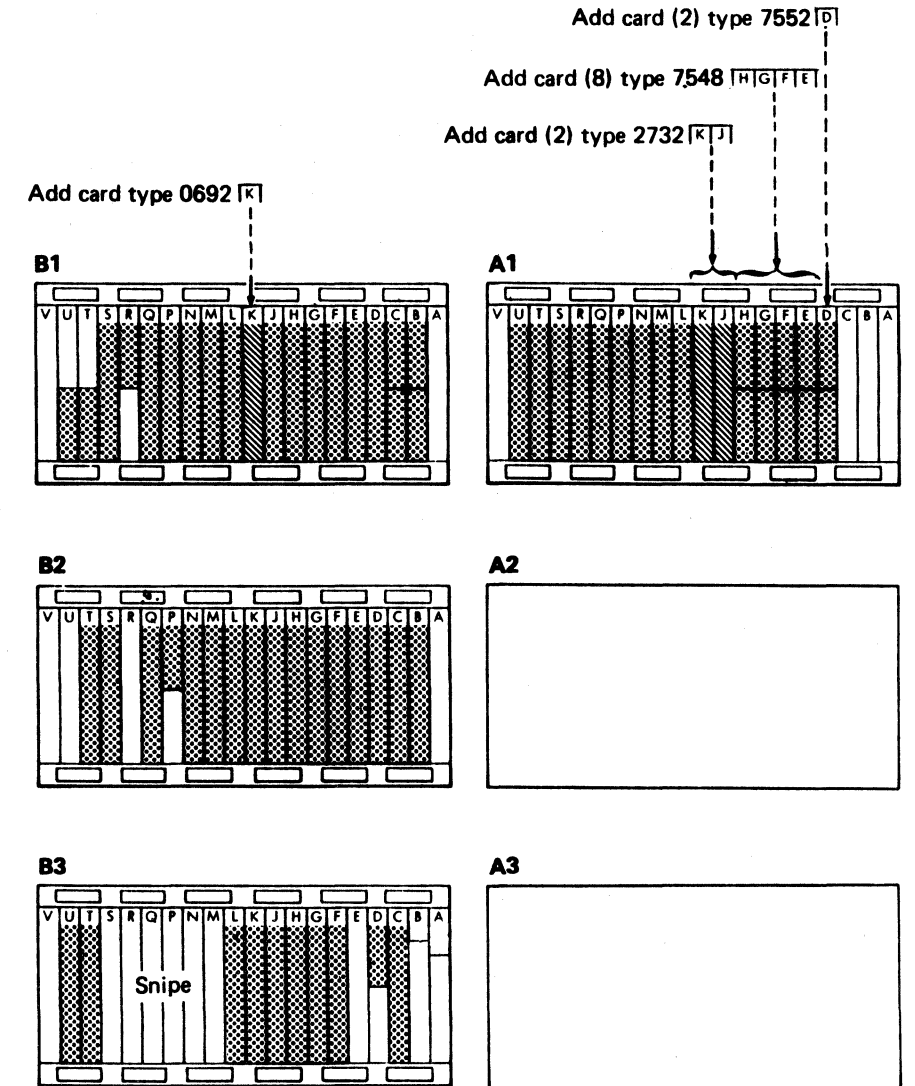 Add card (2) type 7552 D
Add card (8) type 7548 H G F E
Add card (2) type 2732 K J
Add card type 0692 K
B1
A1
V U T S R Q P N M L K J H G F E D C B A
V U T S R Q P N M L K J H G F E D C B A
B2
A2
V U T S R Q P N M L K J H G F E D C B A
B3
A3
V U T S R Q P N M L K J H G F E D C B A
Snipe